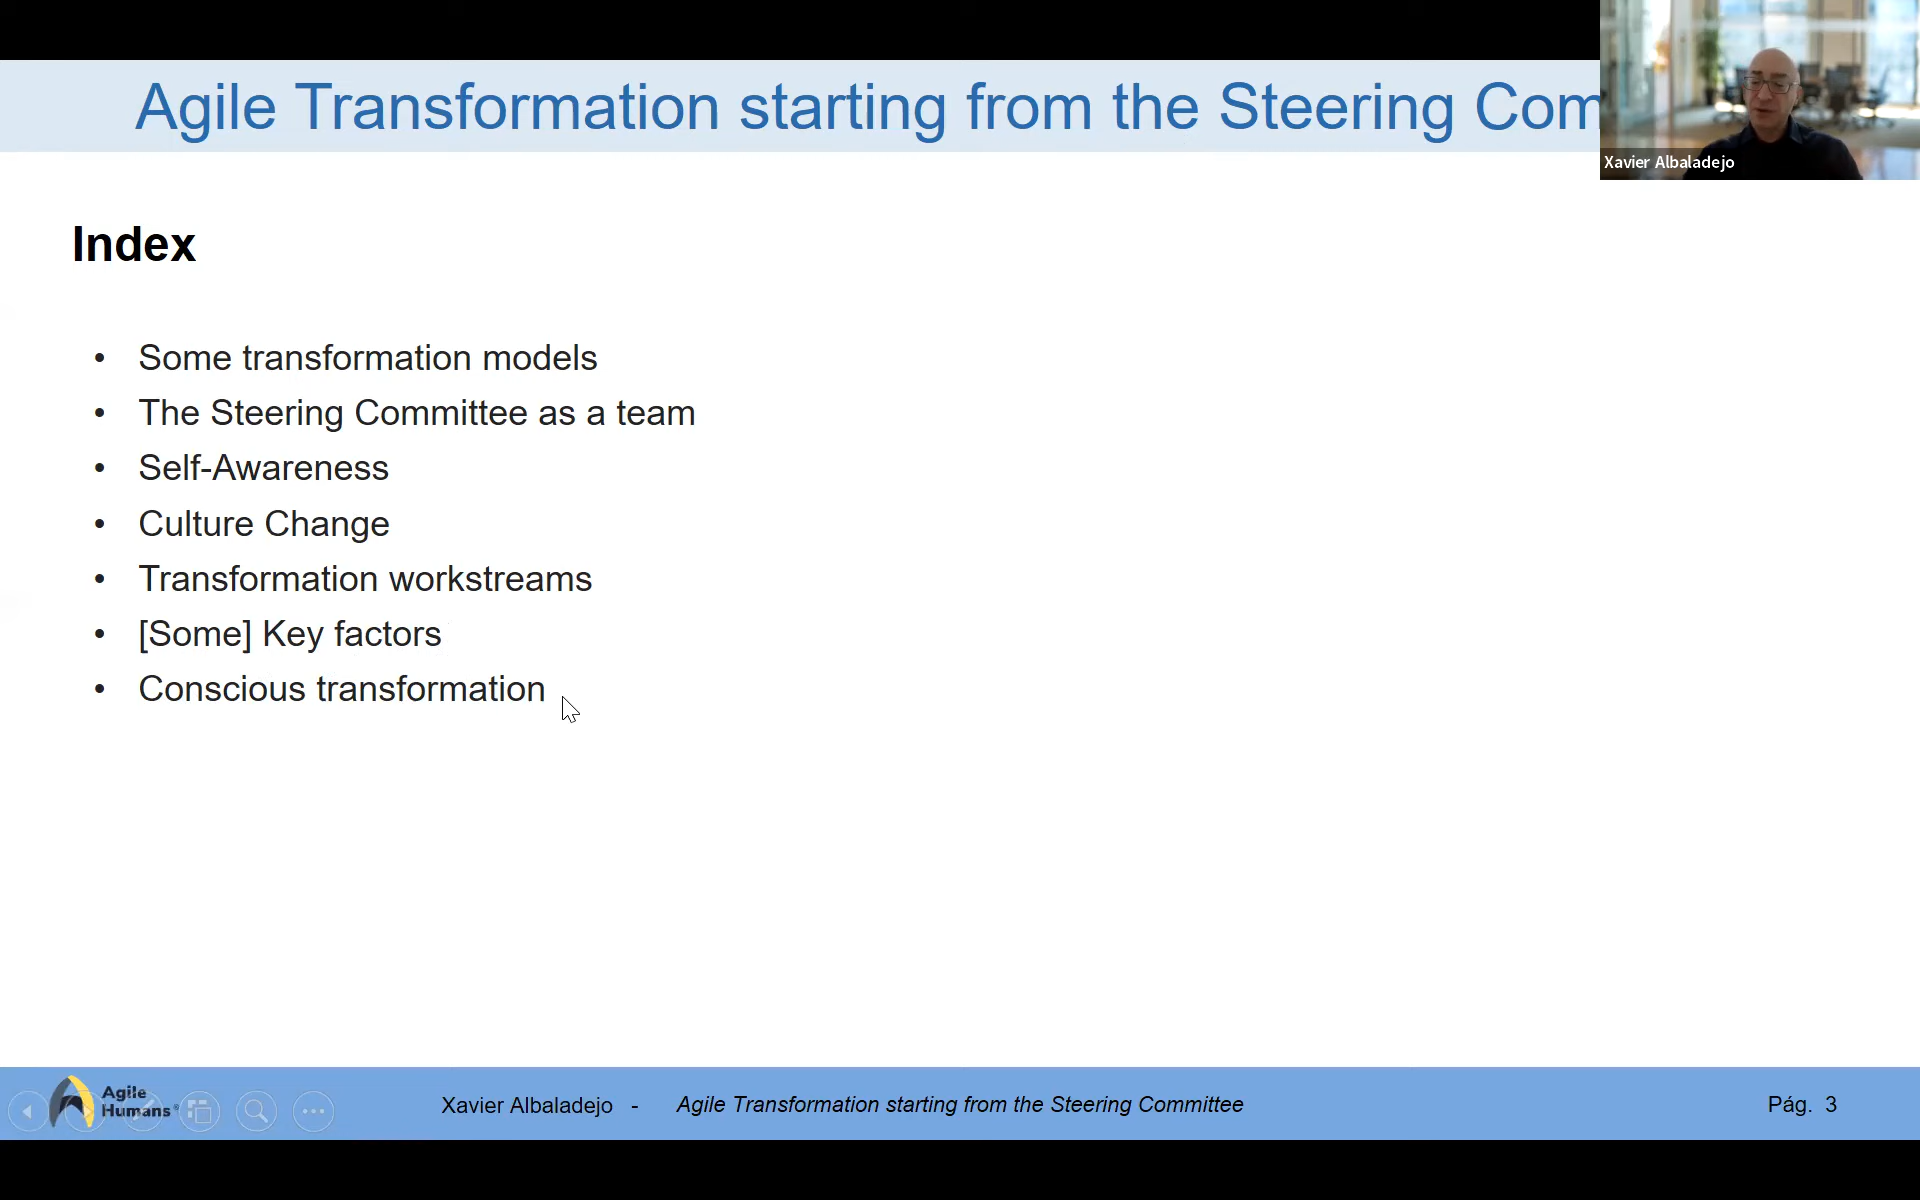 Agile Transformation starting from the Steering Com
Xavier Albaladejo
Index
• Some transformation models
• The Steering Committee as a team
• Self-Awareness
• Culture Change
• Transformation workstreams
• [Some] Key factors
• Conscious transformation
Agile
Humans®
Xavier Albaladejo - Agile Transformation starting from the Steering Committee
Pág. 3